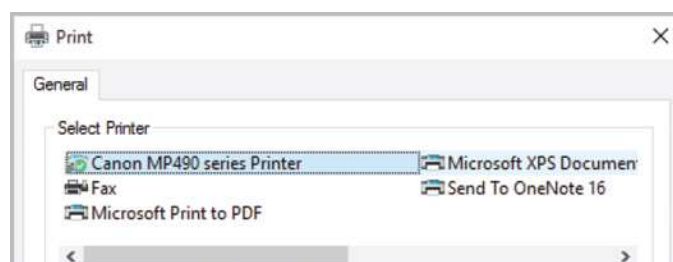 Print
General
Select Printer
Canon MP490 series Printer
Microsoft XPS Documen
Fax
Send To OneNote 16
Microsoft Print to PDF